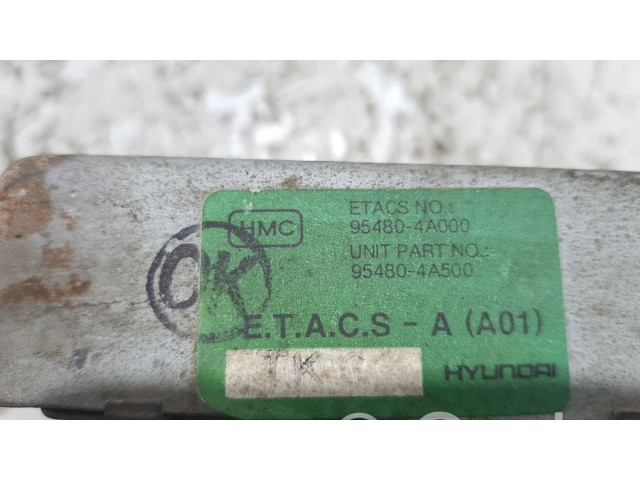 ETACS NO.:
HMC
95480-4A000
UNIT PART NO.:
95480-4A500
OK
E.T.A.C.S - A (A01)
TK
HYUNDAI